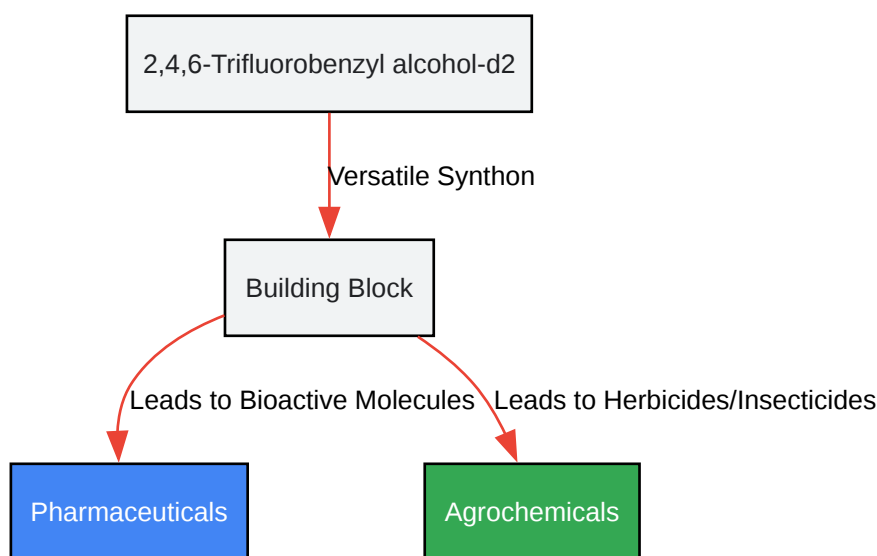 2,4,6-Trifluorobenzyl alcohol-d2
Versatile Synthon
Building Block
Leads to Bioactive Molecules
Leads to Herbicides/Insecticides
Pharmaceuticals
Agrochemicals